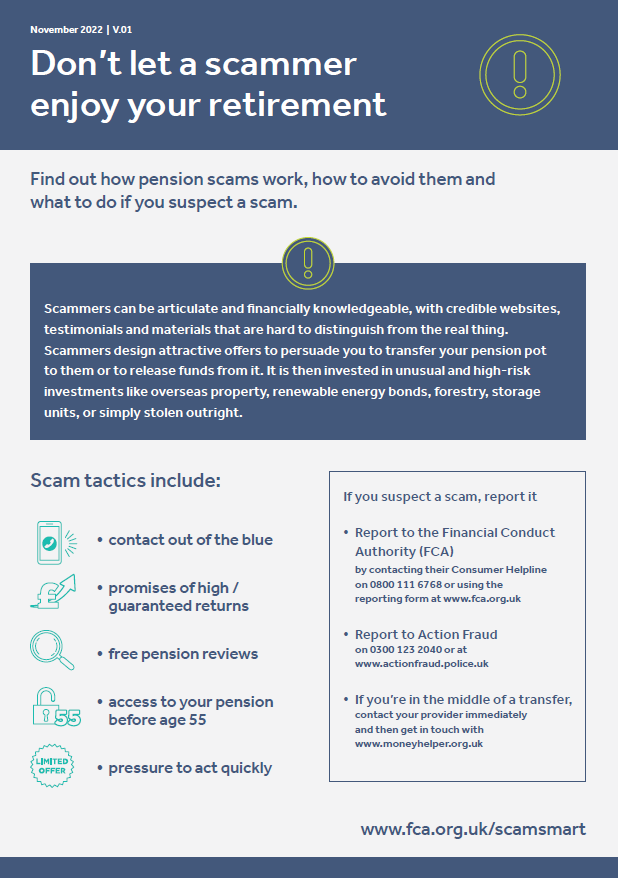 November 2022 | V.01
Don't let a scammer
enjoy your retirement
Find out how pension scams work, how to avoid them and
what to do if you suspect a scam.
Scammers can be articulate and financially knowledgeable, with credible websites,
testimonials and materials that are hard to distinguish from the real thing.
Scammers design attractive offers to persuade you to transfer your pension pot
to them or to release funds from it. It is then invested in unusual and high-risk
investments like overseas property, renewable energy bonds, forestry, storage
units, or simply stolen outright.
Scam tactics include:
• contact out of the blue
£
• promises of high /
guaranteed returns
• free pension reviews
55
• access to your pension
before age 55
LIMITED
OFFER
• pressure to act quickly
If you suspect a scam, report it
• Report to the Financial Conduct
Authority (FCA)
by contacting their Consumer Helpline
on 0800 111 6768 or using the
reporting form at www.fca.org.uk
• Report to Action Fraud
on 0300 123 2040 or at
www.actionfraud.police.uk
• If you're in the middle of a transfer,
contact your provider immediately
and then get in touch with
www.moneyhelper.org.uk
www.fca.org.uk/scamsmart